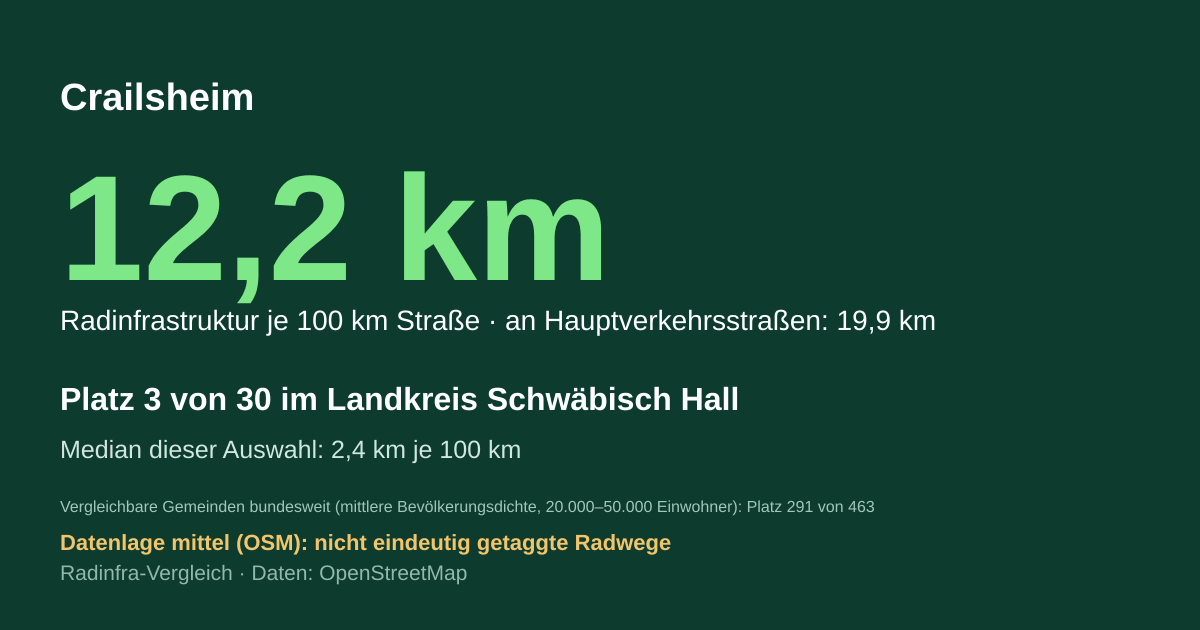 Crailsheim
12,2 km
Radinfrastruktur je 100 km Straße · an Hauptverkehrsstraßen: 19,9 km
Platz 3 von 30 im Landkreis Schwäbisch Hall
Median dieser Auswahl: 2,4 km je 100 km
Vergleichbare Gemeinden bundesweit (mittlere Bevölkerungsdichte, 20.000–50.000 Einwohner): Platz 291 von 463
Datenlage mittel (OSM): nicht eindeutig getaggte Radwege
Radinfra-Vergleich · Daten: OpenStreetMap